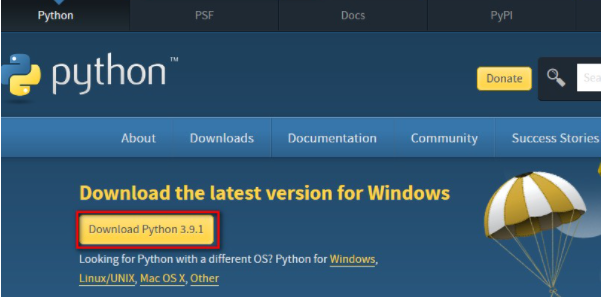 Python PSF Docs PyPI
python™
Donate
Sea
About Downloads Documentation Community Success Stories
Download the latest version for Windows
Download Python 3.9.1
Looking for Python with a different OS? Python for Windows,
Linux/UNIX, Mac OS X, Other